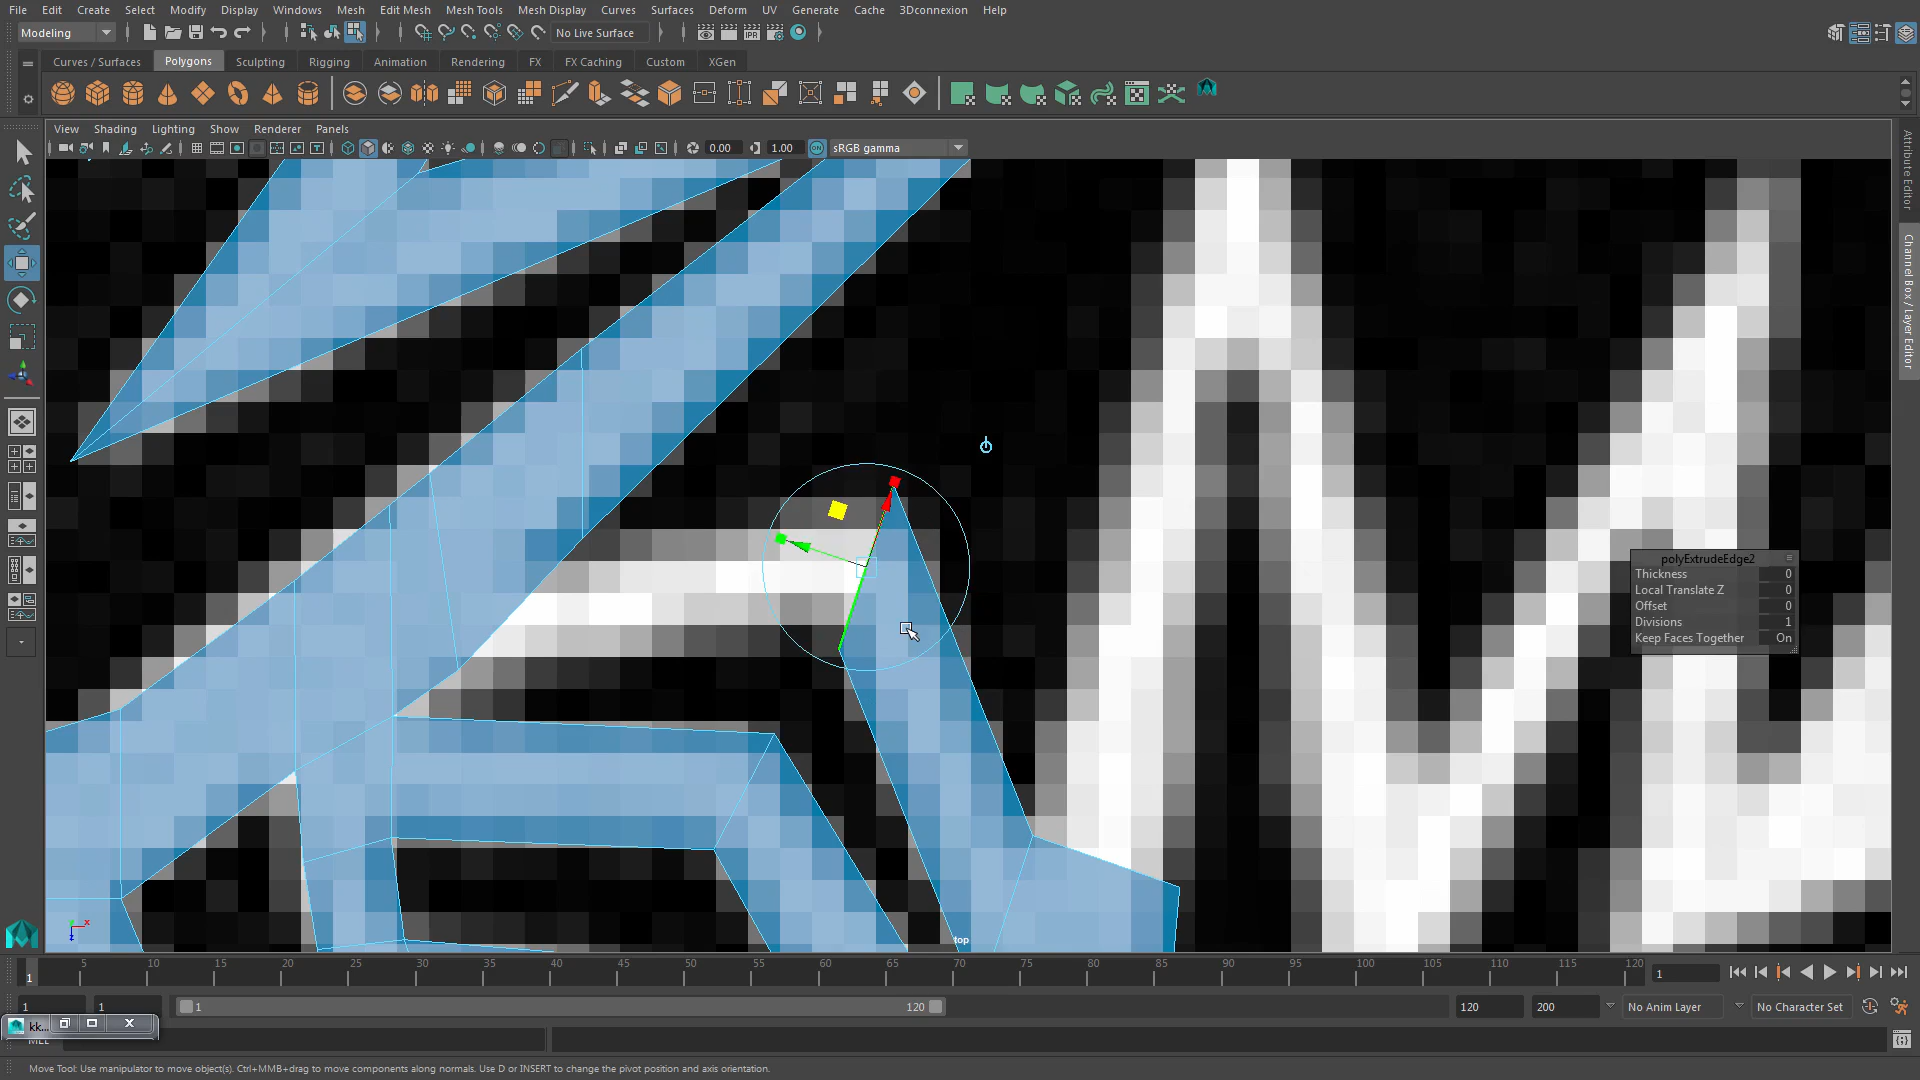 File Edit Create Select Modify Display Windows Mesh Edit Mesh Mesh Tools Mesh Display Curves Surfaces Deform UV Generate Cache 3Dconnexion Help
Modeling No Live Surface
Curves / Surfaces Polygons Sculpting Rigging Animation Rendering FX FX Caching Custom XGen
View Shading Lighting Show Renderer Panels
0.00 1.00 sRGB gamma
Attribute Editor
Channel Box / Layer Editor
polyExtrudeEdge2
Thickness 0
Local Translate Z 0
Offset 0
Divisions 1
Keep Faces Together On
top
1 5 10 15 20 25 30 35 40 45 50 55 60 65 70 75 80 85 90 95 100 105 110 115 120 1
1 1 1 120 120 200 No Anim Layer No Character Set
kk...
MEL
Move Tool: Use manipulator to move object(s). Ctrl+MMB+drag to move components along normals. Use D or INSERT to change the pivot position and axis orientation.